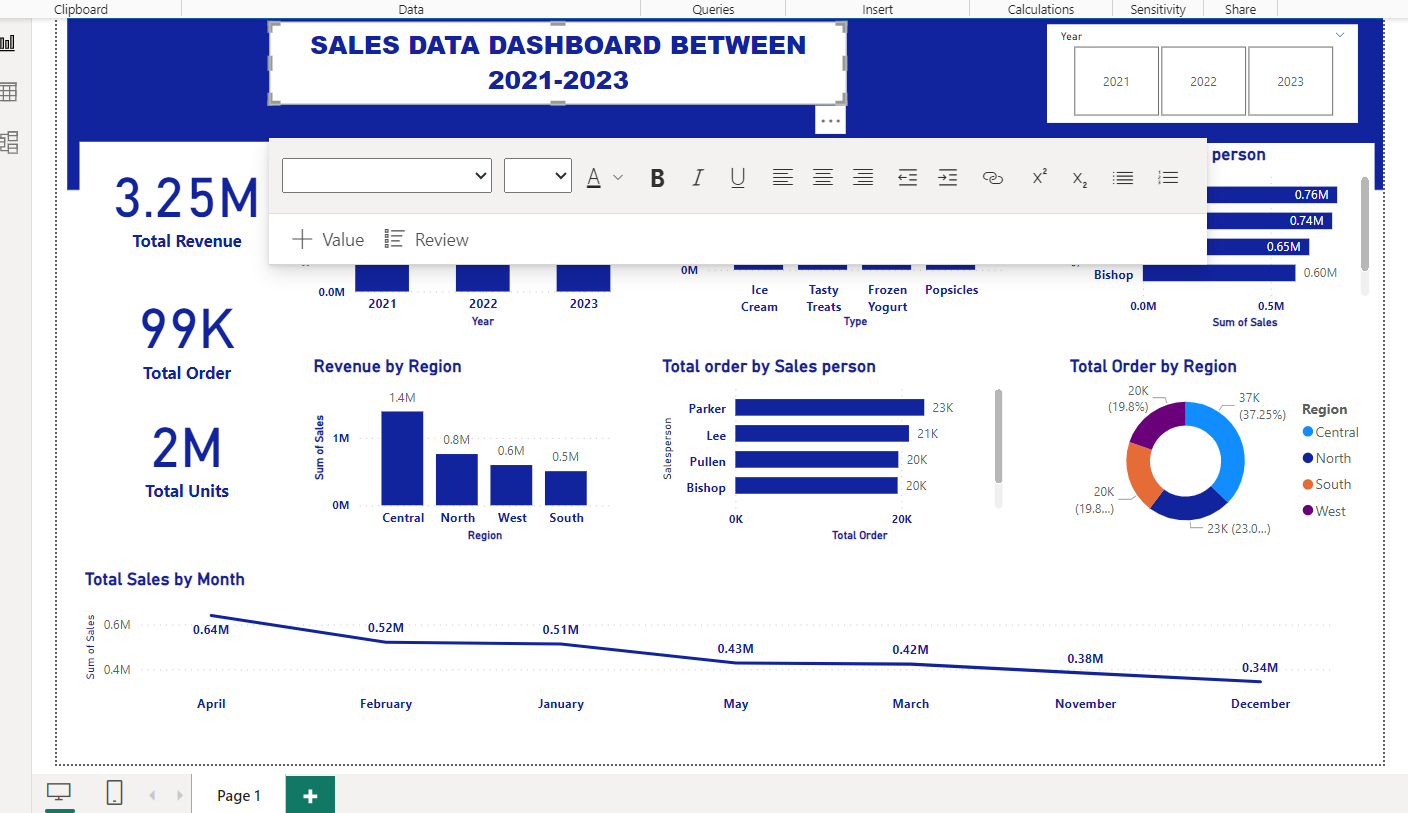 Clipboard
Data
Queries
Insert
Calculations
Sensitivity
Share
SALES DATA DASHBOARD BETWEEN
2021-2023
Year
2021
2022
2023
B
I
U
A
x²
x₂
Value
Review
3.25M
Total Revenue
99K
Total Order
2M
Total Units
0.0M
2021
2022
2023
Year
0M
Ice
Cream
Tasty
Treats
Frozen
Yogurt
Popsicles
Type
person
0.76M
0.74M
0.65M
Bishop
0.60M
0.0M
0.5M
Sum of Sales
Revenue by Region
Sum of Sales
1M
0M
1.4M
0.8M
0.6M
0.5M
Central
North
West
South
Region
Total order by Sales person
Salesperson
Parker
23K
Lee
21K
Pullen
20K
Bishop
20K
0K
20K
Total Order
Total Order by Region
20K
(19.8%)
37K
(37.25%)
20K
(19.8...)
23K (23.0...)
Region
Central
North
South
West
Total Sales by Month
Sum of Sales
0.6M
0.4M
0.64M
0.52M
0.51M
0.43M
0.42M
0.38M
0.34M
April
February
January
May
March
November
December
Page 1